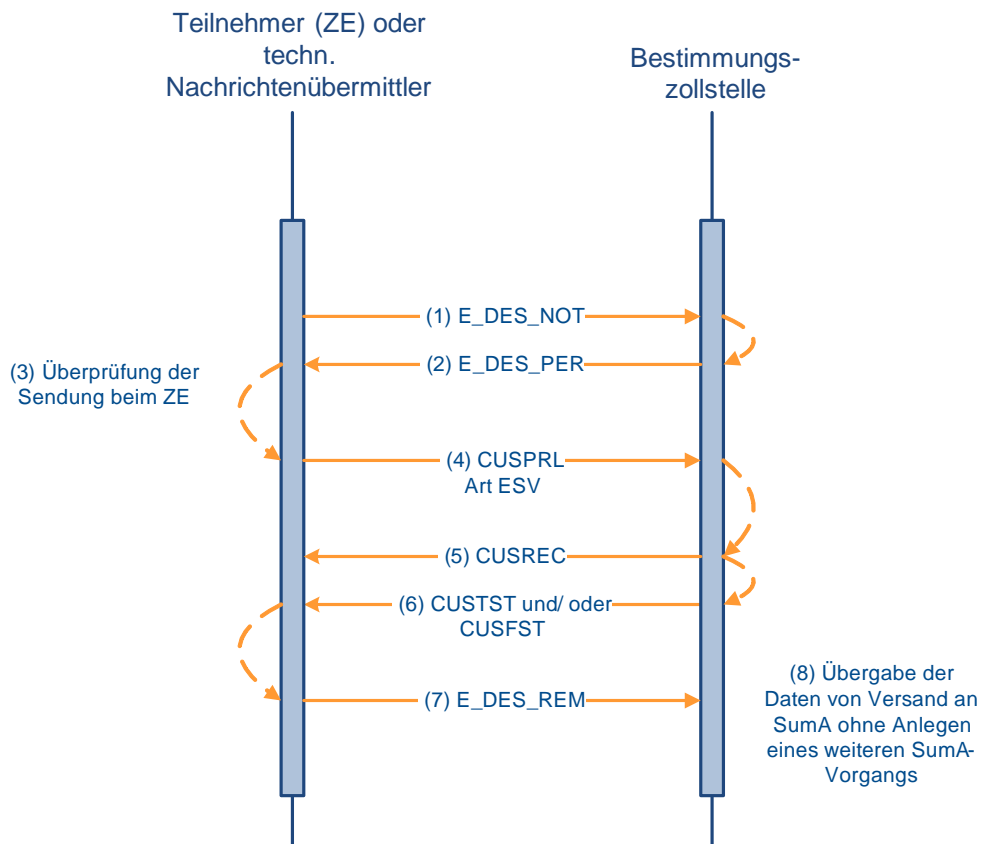 Teilnehmer (ZE) oder
techn.
Nachrichtenübermittler
Bestimmungs-
zollstelle
(1) E_DES_NOT
(2) E_DES_PER
(3) Überprüfung der
Sendung beim ZE
(4) CUSPRL
Art ESV
(5) CUSREC
(6) CUSTST und/ oder
CUSFST
(7) E_DES_REM
(8) Übergabe der
Daten von Versand an
SumA ohne Anlegen
eines weiteren SumA-
Vorgangs